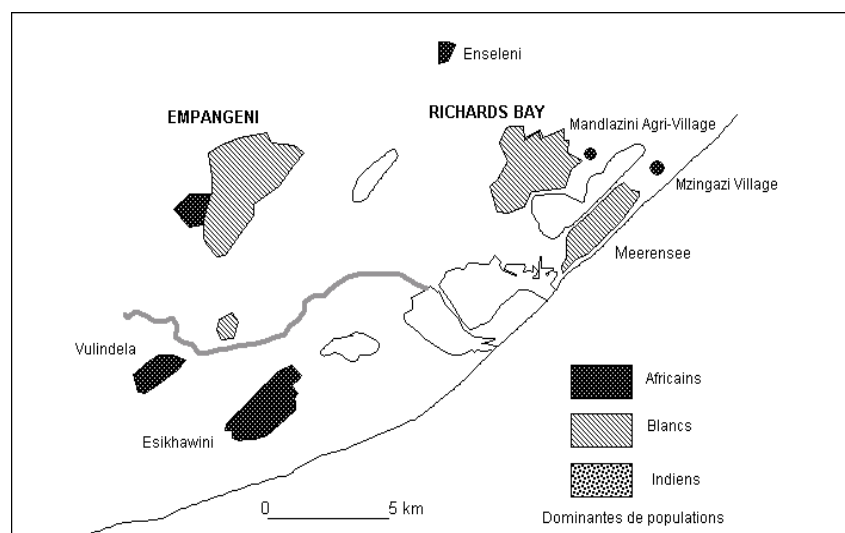 Enseleni
EMPANGENI
RICHARDS BAY
Mandlazini Agri-Village
Mzingazi Village
Meerensee
Vulindela
Esikhawini
Africains
Blancs
Indiens
0 5 km
Dominantes de populations